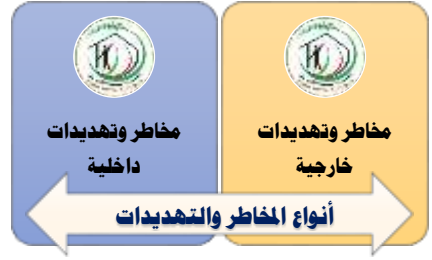 مخاطر وتهديدات
خارجية
مخاطر وتهديدات
داخلية
أنواع المخاطر والتهديدات